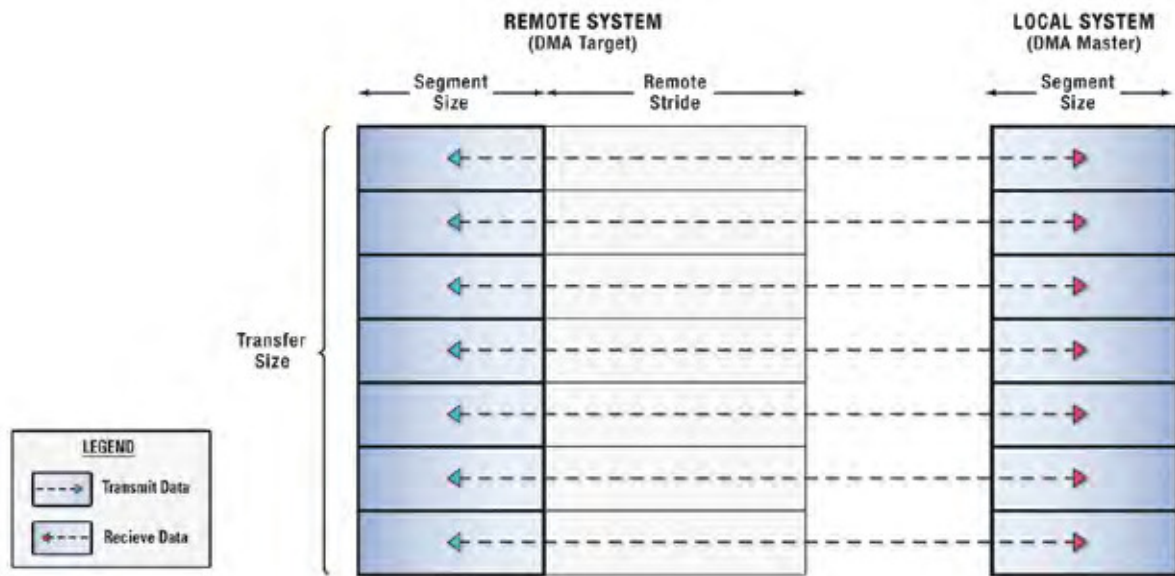 REMOTE SYSTEM
(DMA Target)
LOCAL SYSTEM
(DMA Master)
Segment
Size
Remote
Stride
Segment
Size
Transfer
Size
LEGEND
Transmit Data
Recieve Data